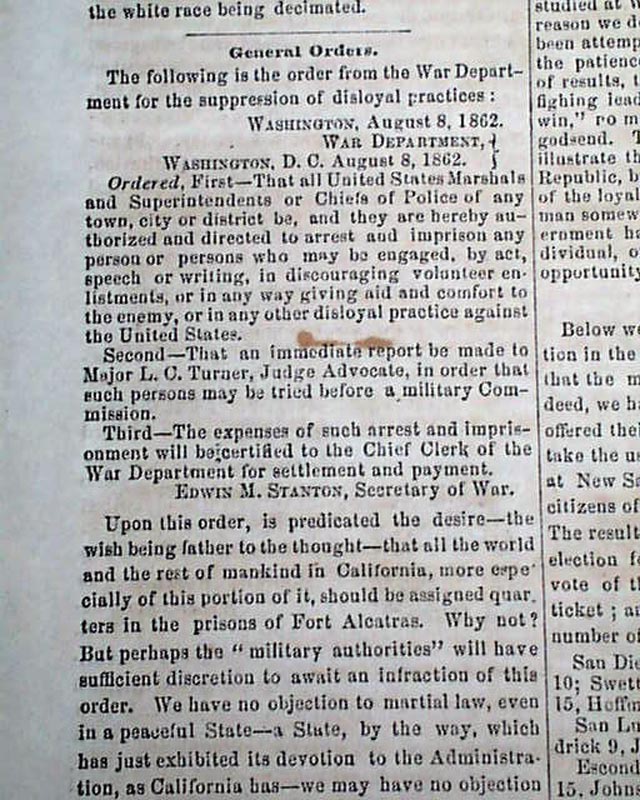 the white race being decimated.
General Orders.
The following is the order from the War Depart-
ment for the suppression of disloyal practices :
WASHINGTON, August 8, 1862.
WAR DEPARTMENT, }
WASHINGTON, D. C. August 8, 1862. }
Ordered, First—That all United States Marshals
and Superintendents or Chiefs of Police of any
town, city or district be, and they are hereby au-
thorized and directed to arrest and imprison any
person or persons who may be engaged, by act,
speech or writing, in discouraging volunteer en-
listments, or in any way giving aid and comfort to
the enemy, or in any other disloyal practice against
the United States.
Second—That an immediate report be made to
Major L. C. Turner, Judge Advocate, in order that
such persons may be tried before a military Com-
mission.
Third—The expenses of such arrest and impris-
onment will be certified to the Chief Clerk of the
War Department for settlement and payment.
EDWIN M. STANTON, Secretary of War.
Upon this order, is predicated the desire—the
wish being father to the thought—that all the world
and the rest of mankind in California, more espe-
cially of this portion of it, should be assigned quar-
ters in the prisons of Fort Alcatras. Why not?
But perhaps the "military authorities" will have
sufficient discretion to await an infraction of this
order. We have no objection to martial law, even
in a peaceful State—a State, by the way, which
has just exhibited its devotion to the Administra-
tion, as California has—we may have no objection
studied at
reason we
been attemp
the patience
of results,
fighting
win," ro m
godsend. T
illustrate th
Republic, b
of the loyal
man somew
ernment ha
dividual, o
opportunity
Below we
tion in the
that the m
deed, we ha
offered thei
take the
at New Sa
citizens of
The result
election f
vote of th
ticket ;
number of
San Die
10; Swett
15, Hoffm
San Lu
drick 9, J
Escond
15, Johns